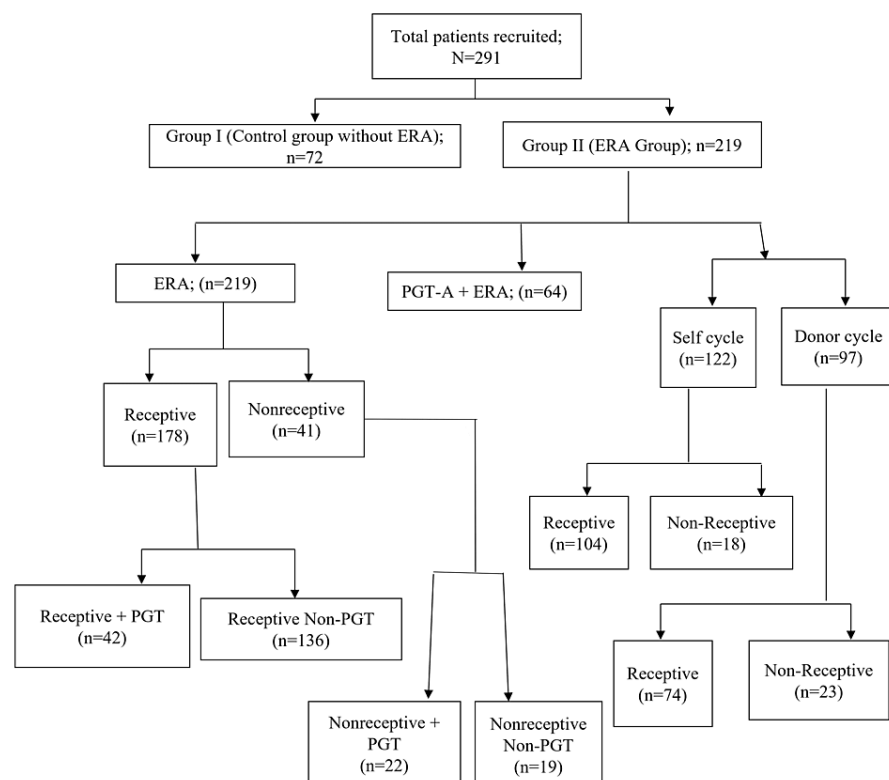 Total patients recruited;
N=291
Group I (Control group without ERA);
n=72
Group II (ERA Group); n=219
ERA; (n=219)
PGT-A + ERA; (n=64)
Self cycle
(n=122)
Donor cycle
(n=97)
Receptive
(n=178)
Nonreceptive
(n=41)
Receptive
(n=104)
Non-Receptive
(n=18)
Receptive + PGT
(n=42)
Receptive Non-PGT
(n=136)
Receptive
(n=74)
Non-Receptive
(n=23)
Nonreceptive +
PGT
(n=22)
Nonreceptive
Non-PGT
(n=19)